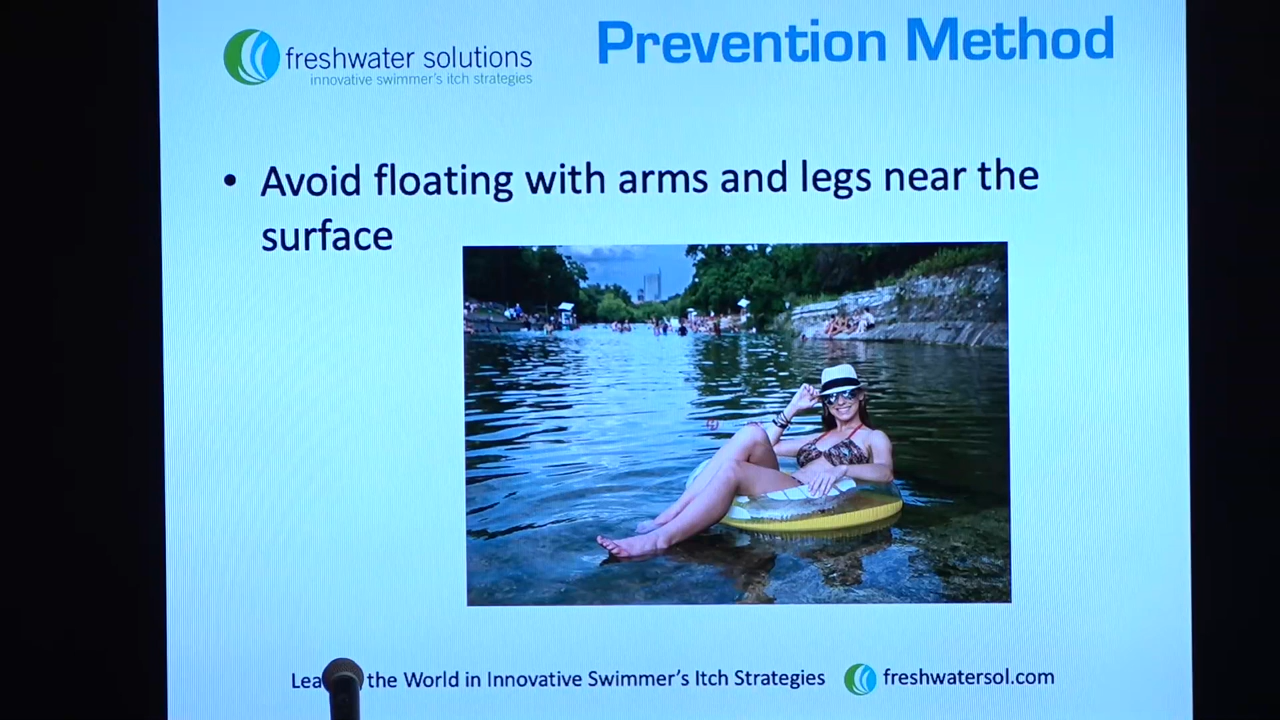 freshwater solutions
innovative swimmer's itch strategies
Prevention Method
• Avoid floating with arms and legs near the
surface
Lea the World in Innovative Swimmer's Itch Strategies
freshwatersol.com